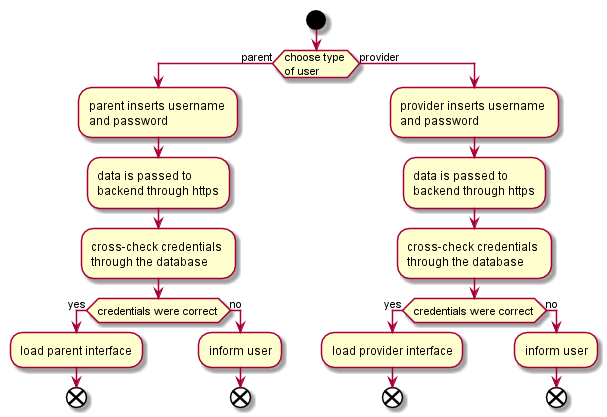 parent
choose type
of user
provider
parent inserts username
and password
provider inserts username
and password
data is passed to
backend through https
data is passed to
backend through https
cross-check credentials
through the database
cross-check credentials
through the database
yes
credentials were correct
no
yes
credentials were correct
no
load parent interface
inform user
load provider interface
inform user